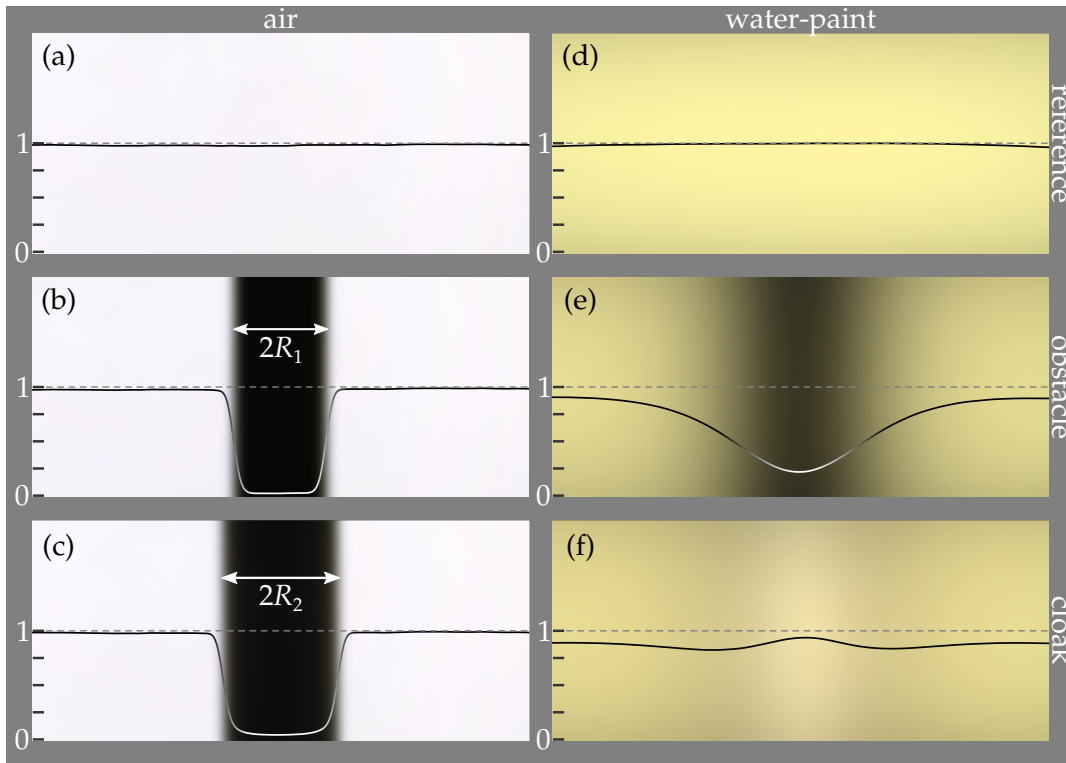 air
water-paint
(a)
1
0
(d)
1
0
reference
(b)
2R₁
1
0
(e)
1
0
obstacle
(c)
2R₂
1
0
(f)
1
0
cloak